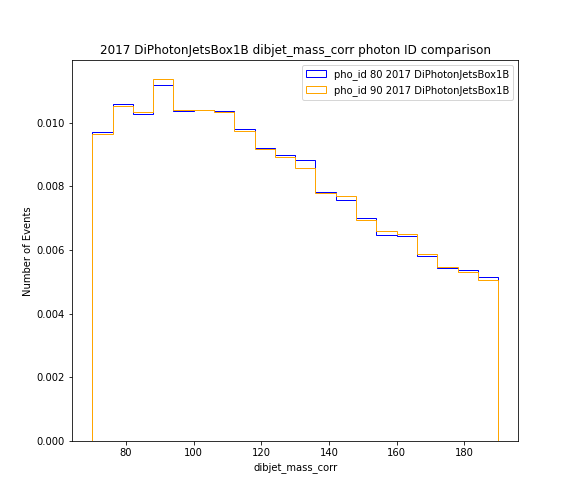 2017 DiPhotonJetsBox1B dibjet_mass_corr photon ID comparison
pho_id 80 2017 DiPhotonJetsBox1B
pho_id 90 2017 DiPhotonJetsBox1B
Number of Events
0.010
0.008
0.006
0.004
0.002
0.000
80 100 120 140 160 180
dibjet_mass_corr